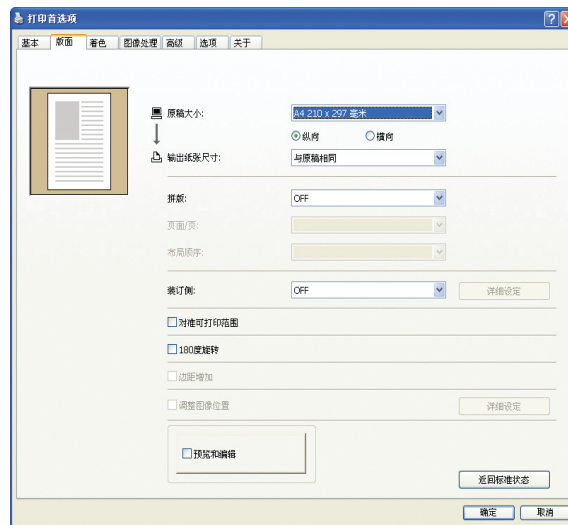 打印首选项
基本 版面 着色 图像处理 高级 选项 关于
原稿大小: A4 210 x 297 毫米
纵向 横向
输出纸张尺寸: 与原稿相同
拼版: OFF
页面/页:
布局顺序:
装订侧: OFF 详细设定
对准可打印范围
180度旋转
边距增加
调整图像位置 详细设定
预览和编辑
返回标准状态
确定 取消